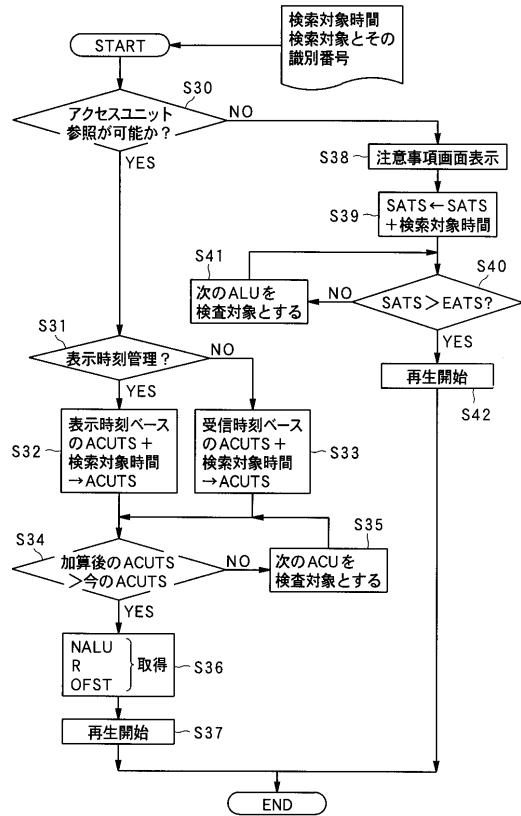 START
検索対象時間
検索対象とその
識別番号
S30
アクセスユニット
参照が可能か?
NO
YES
S38
注意事項画面表示
S39
SATS←SATS
+検索対象時間
S41
次のALUを
検査対象とする
S40
SATS>EATS?
NO
YES
再生開始
S42
S31
表示時刻管理?
NO
YES
S32
表示時刻ベース
のACUTS+
検索対象時間
→ACUTS
受信時刻ベース
のACUTS+
検索対象時間
→ACUTS
S33
S34
加算後のACUTS
>今のACUTS
NO
YES
S35
次のACUを
検査対象とする
NALU
R
OFST
取得
S36
再生開始
S37
END